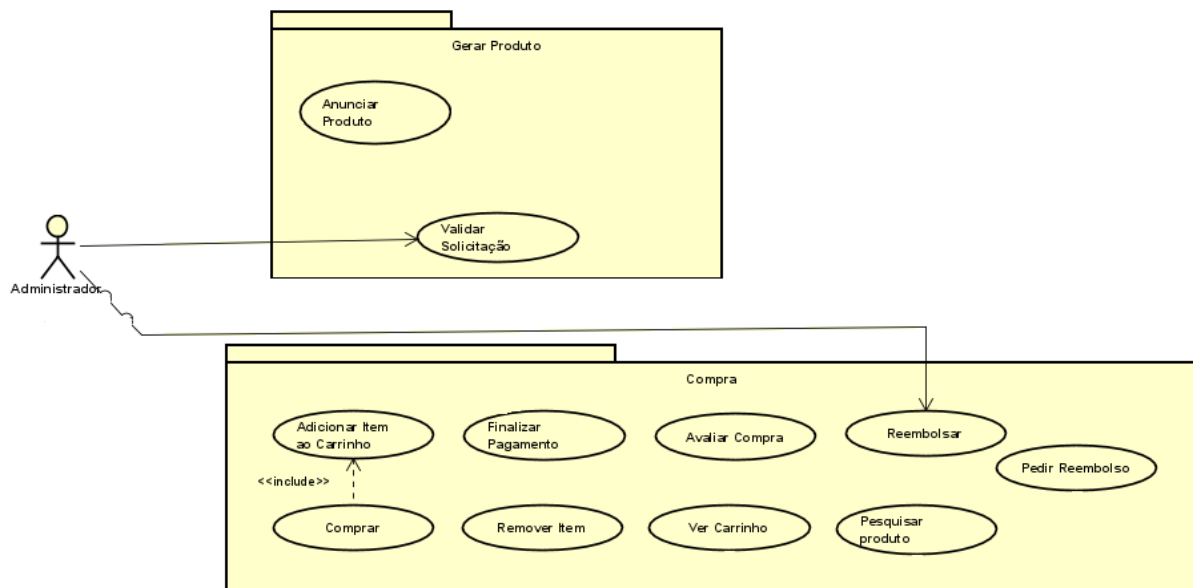 Gerar Produto
Anunciar
Produto
Validar
Solicitação
Administrador
Compra
Adicionar Item
ao Carrinho
Finalizar
Pagamento
Avaliar Compra
Reembolsar
Pedir Reembolso
<<include>>
Comprar
Remover Item
Ver Carrinho
Pesquisar
produto